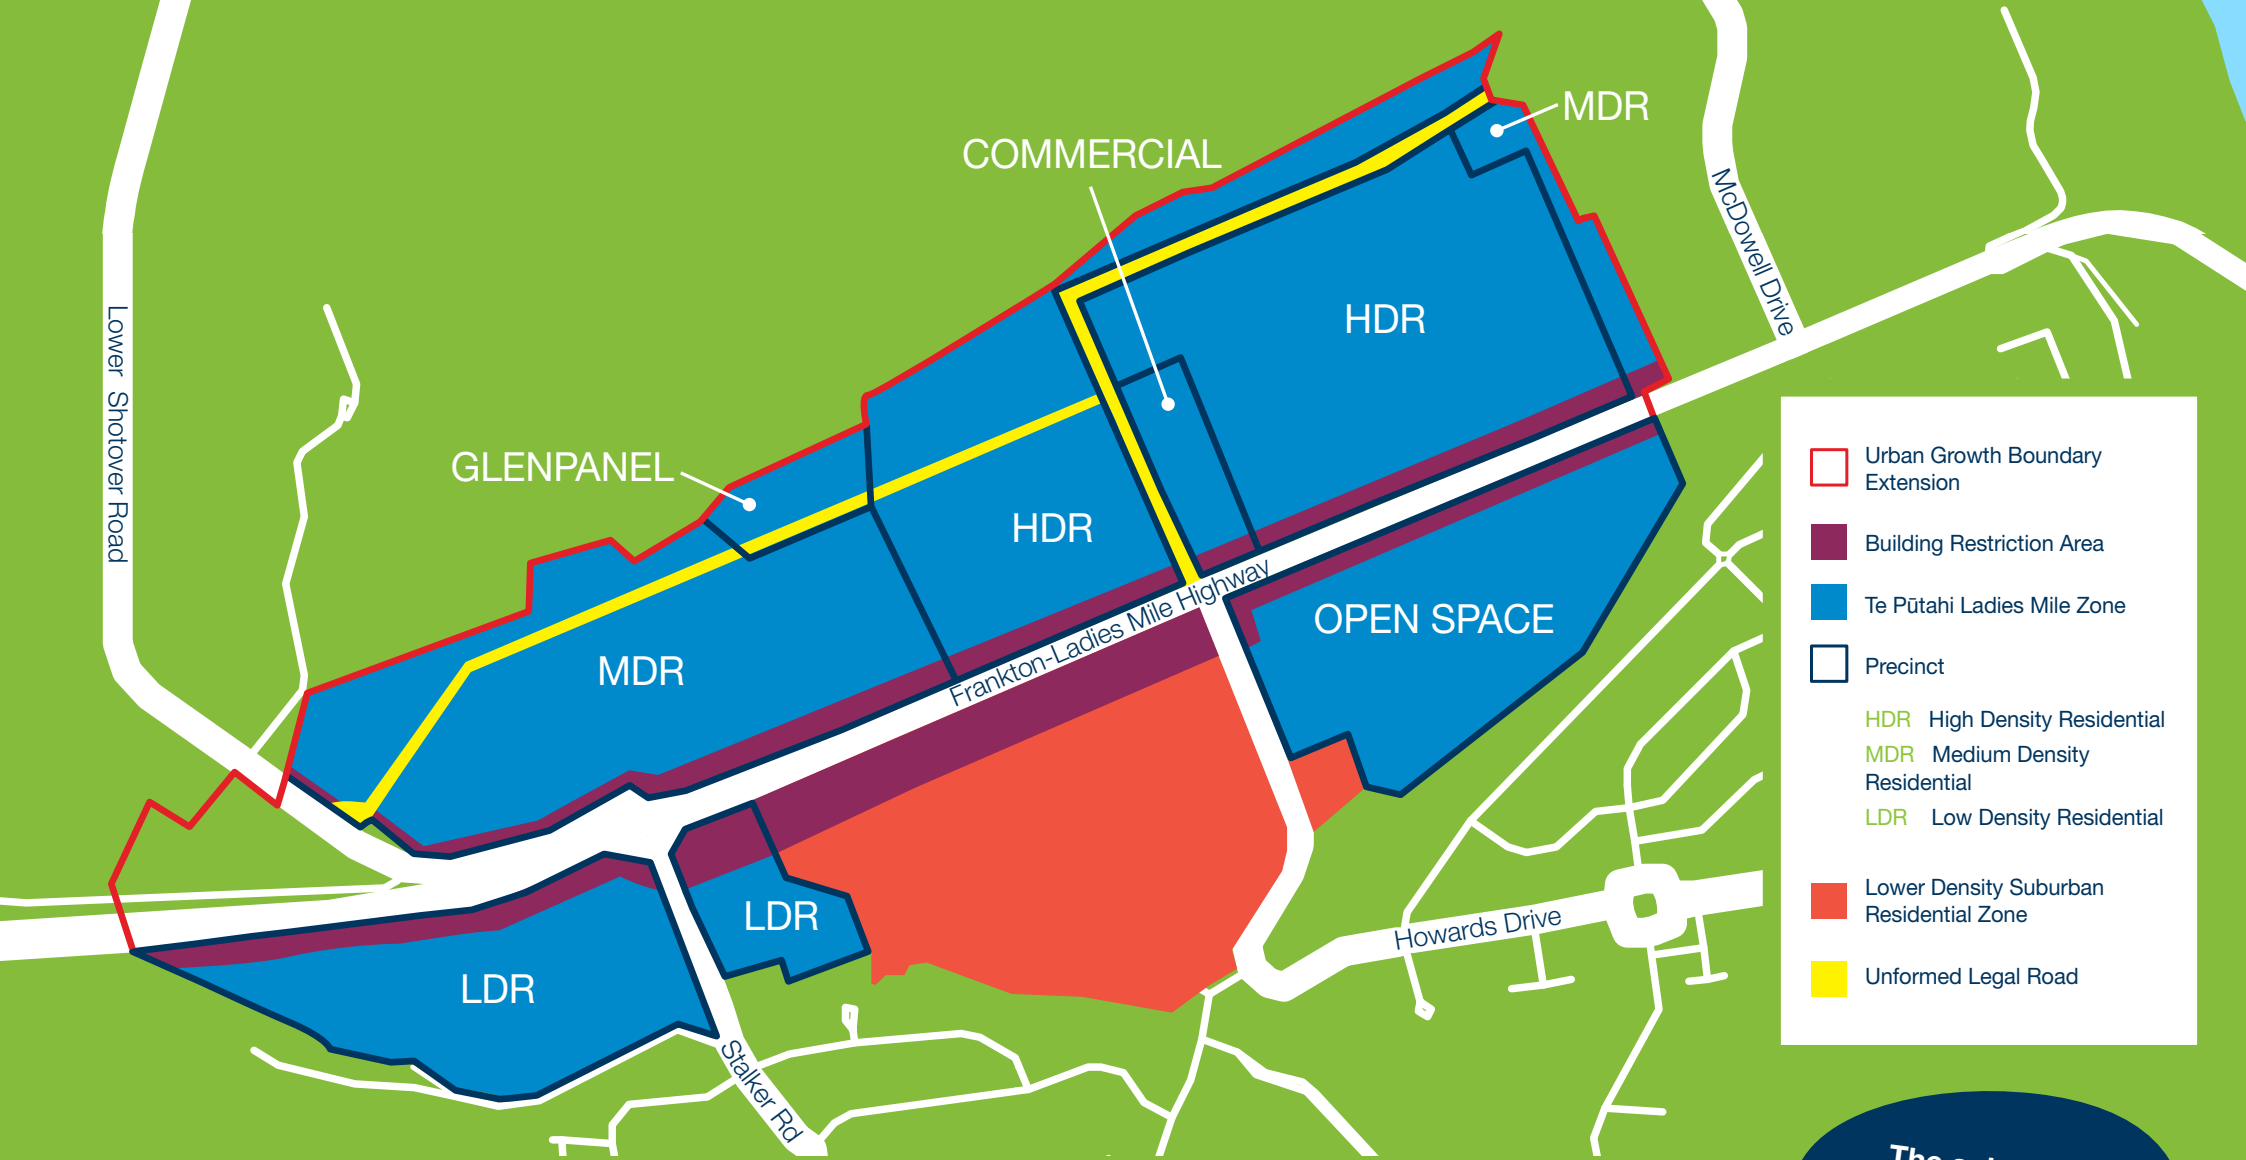 MDR
COMMERCIAL
McDowell Drive
HDR
Lower Shotover Road
GLENPANEL
HDR
Frankton-Ladies Mile Highway
OPEN SPACE
MDR
LDR
Howards Drive
LDR
Stalker Rd
Urban Growth Boundary
Extension
Building Restriction Area
Te Pūtahi Ladies Mile Zone
Precinct
HDR High Density Residential
MDR Medium Density
Residential
LDR Low Density Residential
Lower Density Suburban
Residential Zone
Unformed Legal Road